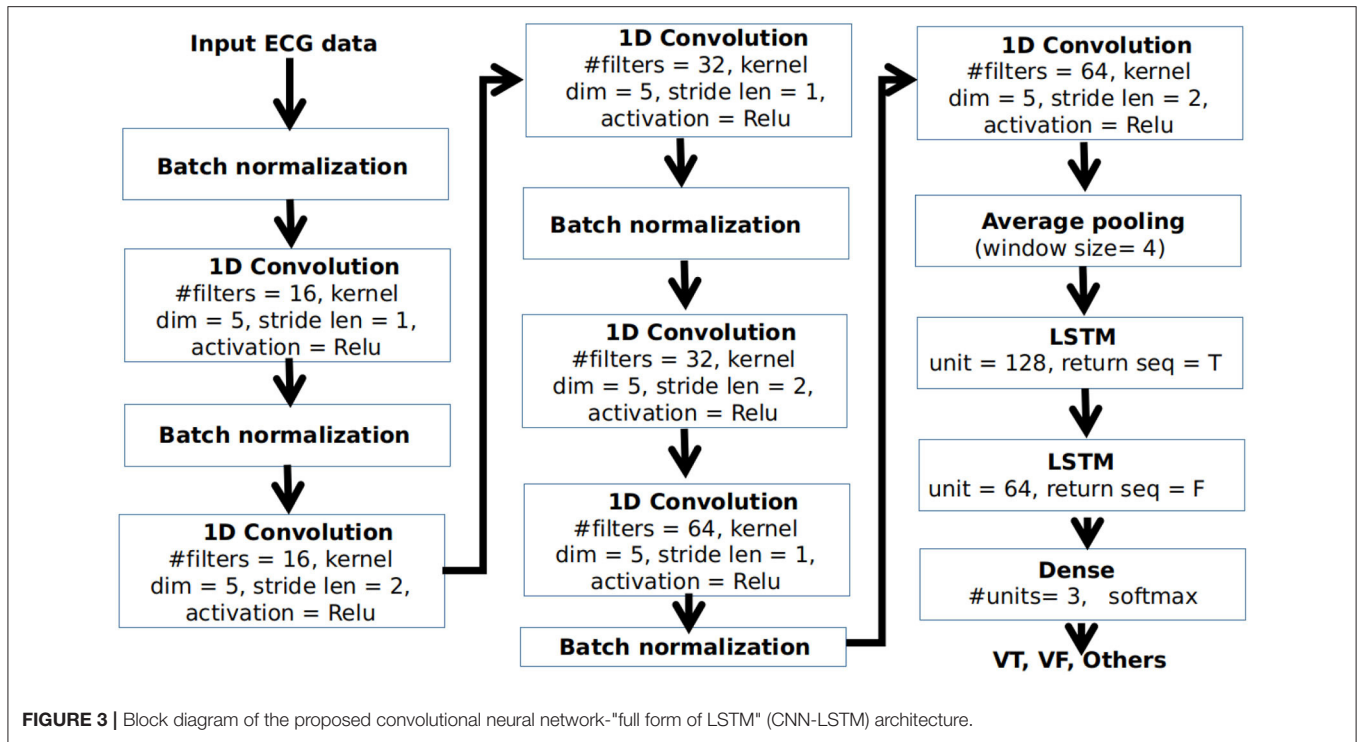 Input ECG data
Batch normalization
1D Convolution
#filters = 16, kernel
dim = 5, stride len = 1,
activation = Relu
Batch normalization
1D Convolution
#filters = 16, kernel
dim = 5, stride len = 2,
activation = Relu
1D Convolution
#filters = 32, kernel
dim = 5, stride len = 1,
activation = Relu
Batch normalization
1D Convolution
#filters = 32, kernel
dim = 5, stride len = 2,
activation = Relu
1D Convolution
#filters = 64, kernel
dim = 5, stride len = 1,
activation = Relu
Batch normalization
1D Convolution
#filters = 64, kernel
dim = 5, stride len = 2,
activation = Relu
Average pooling
(window size= 4)
LSTM
unit = 128, return seq = T
LSTM
unit = 64, return seq = F
Dense
#units= 3, softmax
VT, VF, Others
FIGURE 3 | Block diagram of the proposed convolutional neural network-"full form of LSTM" (CNN-LSTM) architecture.